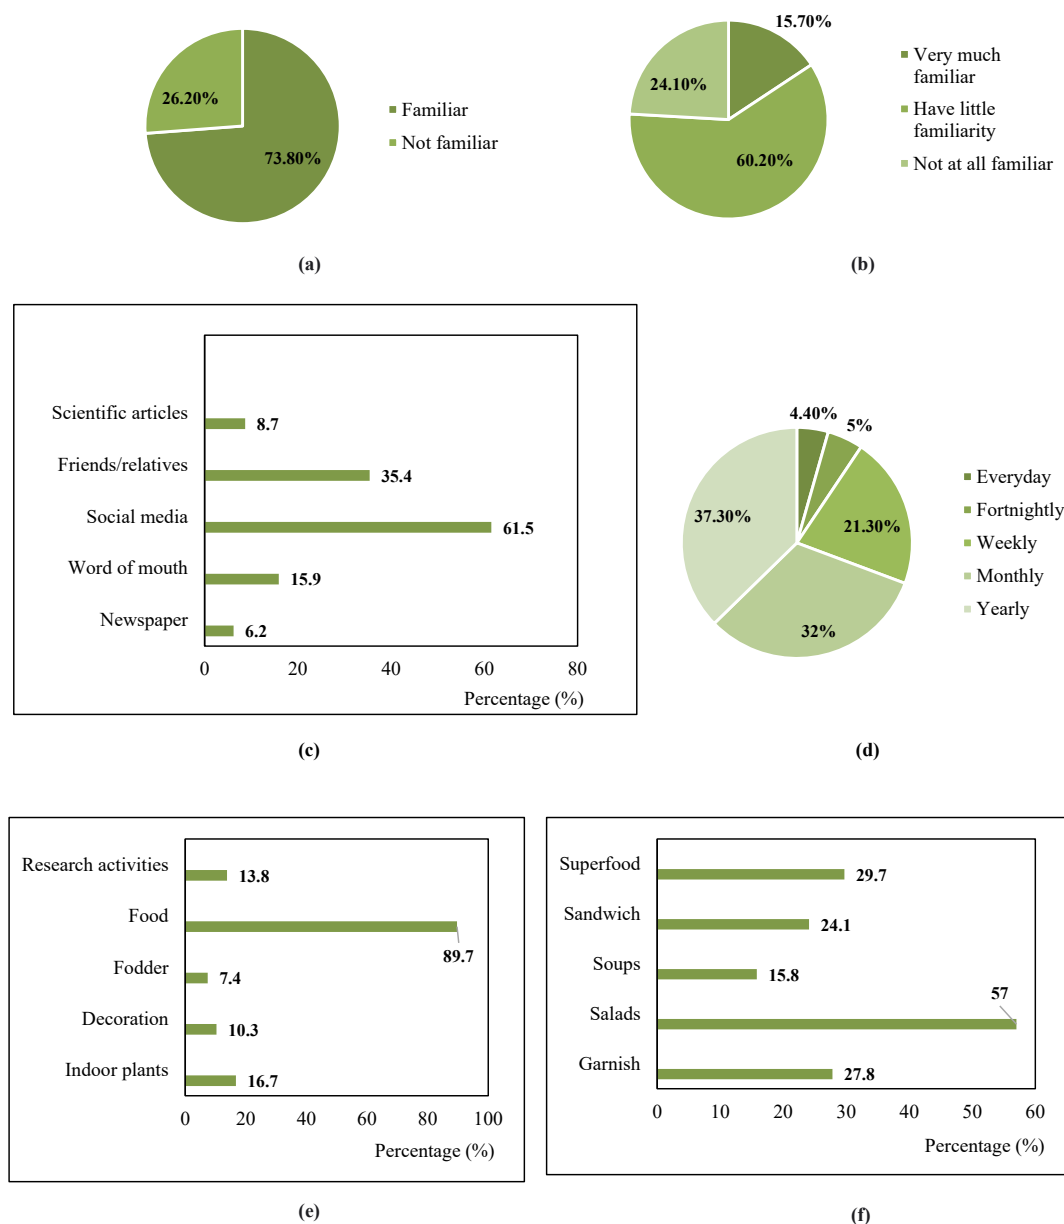 26.20%
73.80%
Familiar
Not familiar
(a)
15.70%
24.10%
60.20%
Very much
familiar
Have little
familiarity
Not at all familiar
(b)
Scientific articles
8.7
Friends/relatives
35.4
Social media
61.5
Word of mouth
15.9
Newspaper
6.2
0 20 40 60 80
Percentage (%)
(c)
4.40%
5%
37.30%
21.30%
32%
Everyday
Fortnightly
Weekly
Monthly
Yearly
(d)
Research activities
13.8
Food
89.7
Fodder
7.4
Decoration
10.3
Indoor plants
16.7
0 20 40 60 80 100
Percentage (%)
(e)
Superfood
29.7
Sandwich
24.1
Soups
15.8
57
Salads
Garnish
27.8
0 10 20 30 40 50 60
Percentage (%)
(f)